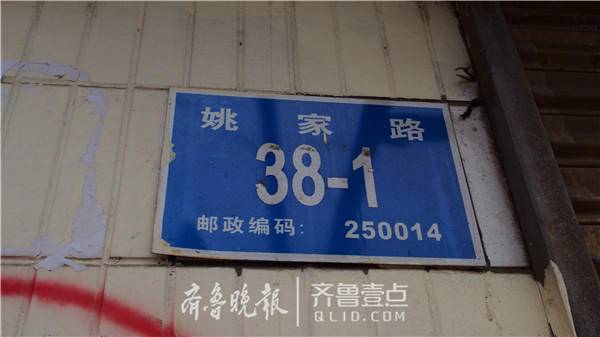 姚家路
38-1
邮政编码: 250014
齐鲁晚报 齐鲁壹点
QLID.COM